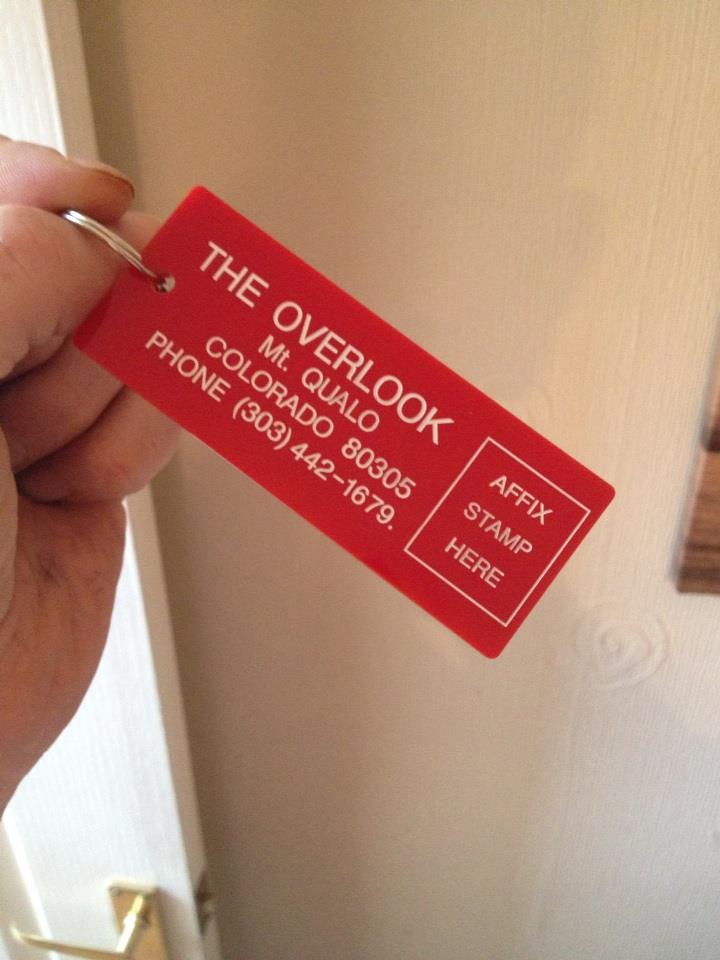 THE OVERLOOK
Mt. QUALO
COLORADO 80305
PHONE (303) 442-1679.
AFFIX
STAMP
HERE